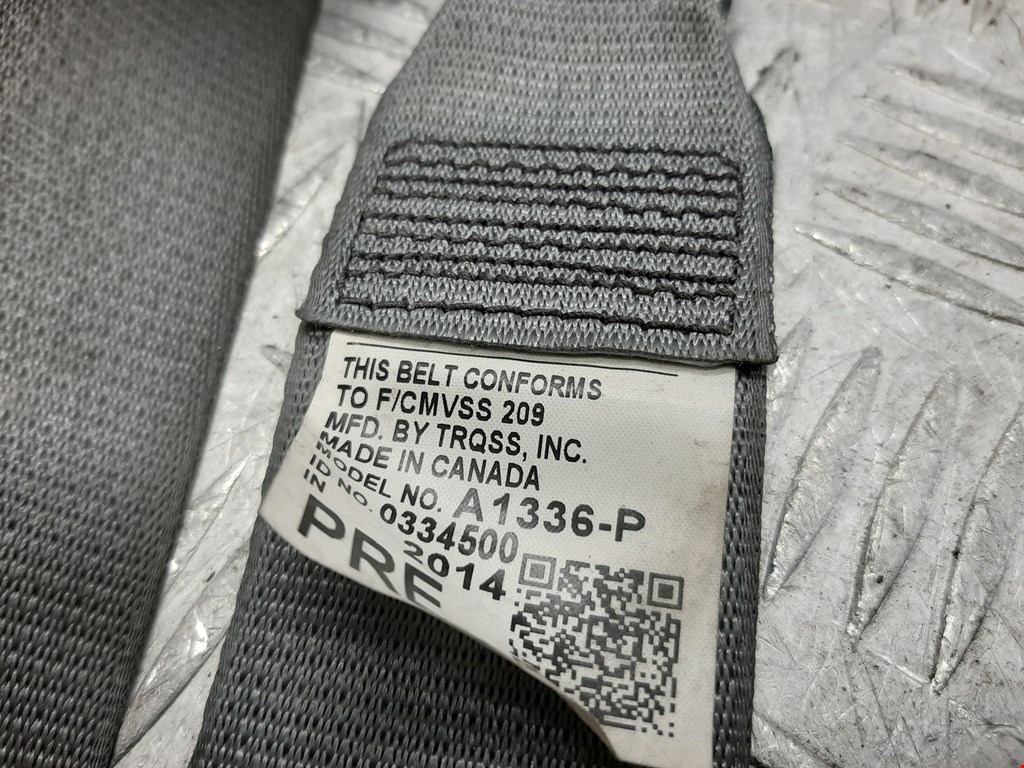 THIS BELT CONFORMS
TO F/CMVSS 209
MFD. BY TRQSS, INC.
MADE IN CANADA
MODEL NO. A1336-P
ID NO. 0334500
IN 2014
PRE